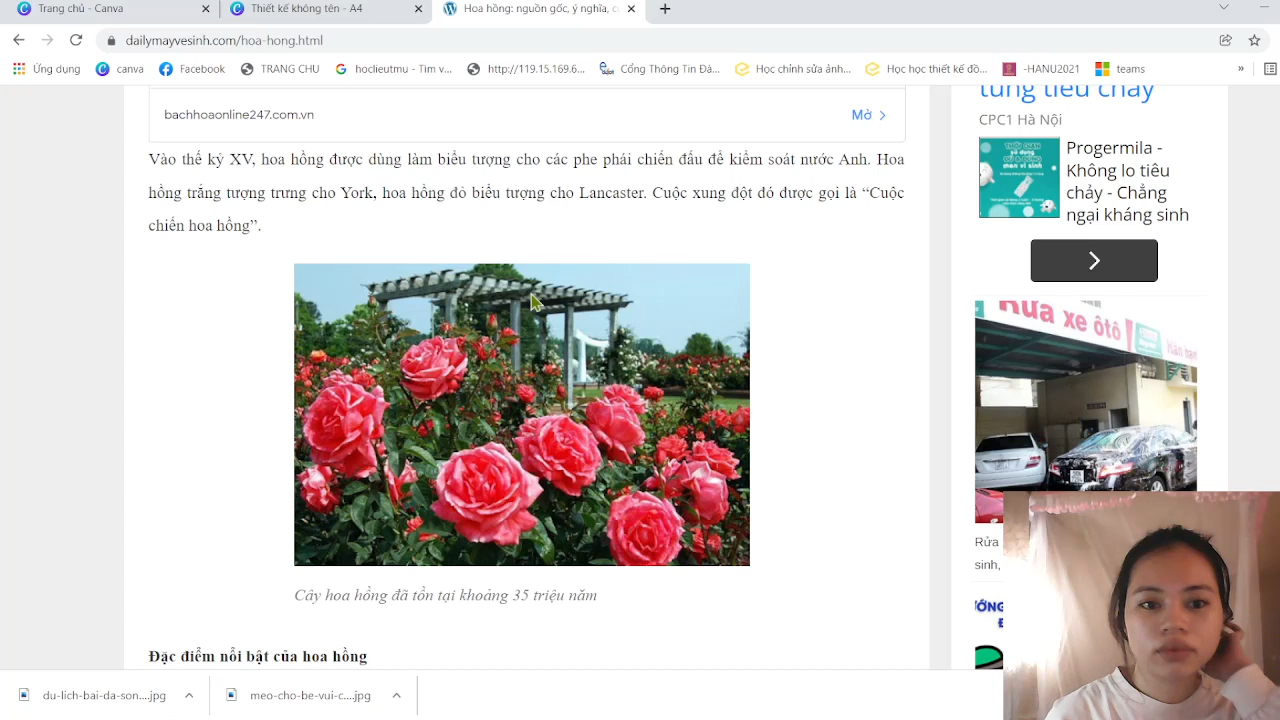 Trang chủ - Canva
Thiết kế không tên - A4
Hoa hồng: nguồn gốc, ý nghĩa, c
dailymayvesinh.com/hoa-hong.html
Ứng dụng
canva
Facebook
TRANG CHU
hoclieutmu - Tìm v...
http://119.15.169.6...
Cổng Thông Tin Đà...
Học chỉnh sửa ảnh...
Học học thiết kế đồ...
-HANU2021
teams
»
bachhoaonline247.com.vn
Mở
Vào thế kỷ XV, hoa hồng được dùng làm biểu tượng cho các phe phái chiến đấu để kiểm soát nước Anh. Hoa
hồng trắng tượng trưng cho York, hoa hồng đỏ biểu tượng cho Lancaster. Cuộc xung đột đó được gọi là “Cuộc
chiến hoa hồng”.
Cây hoa hồng đã tồn tại khoảng 35 triệu năm
Đặc điểm nổi bật của hoa hồng
tung tiêu chảy
CPC1 Hà Nội
Progermila -
Không lo tiêu
chảy - Chẳng
ngại kháng sinh
Rửa xe ôtô
Rửa
sinh,
du-lich-bai-da-son....jpg
meo-cho-be-vui-c....jpg